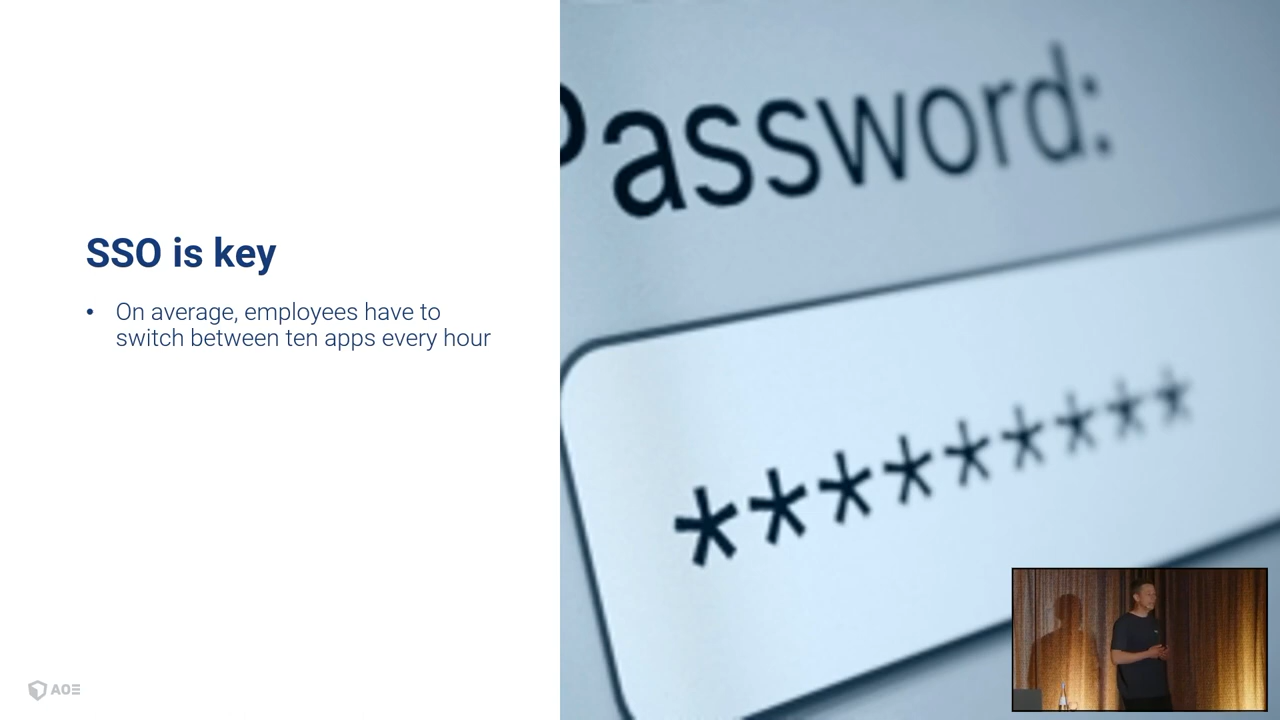 SSO is key
• On average, employees have to
switch between ten apps every hour
Password:
*********
AOE